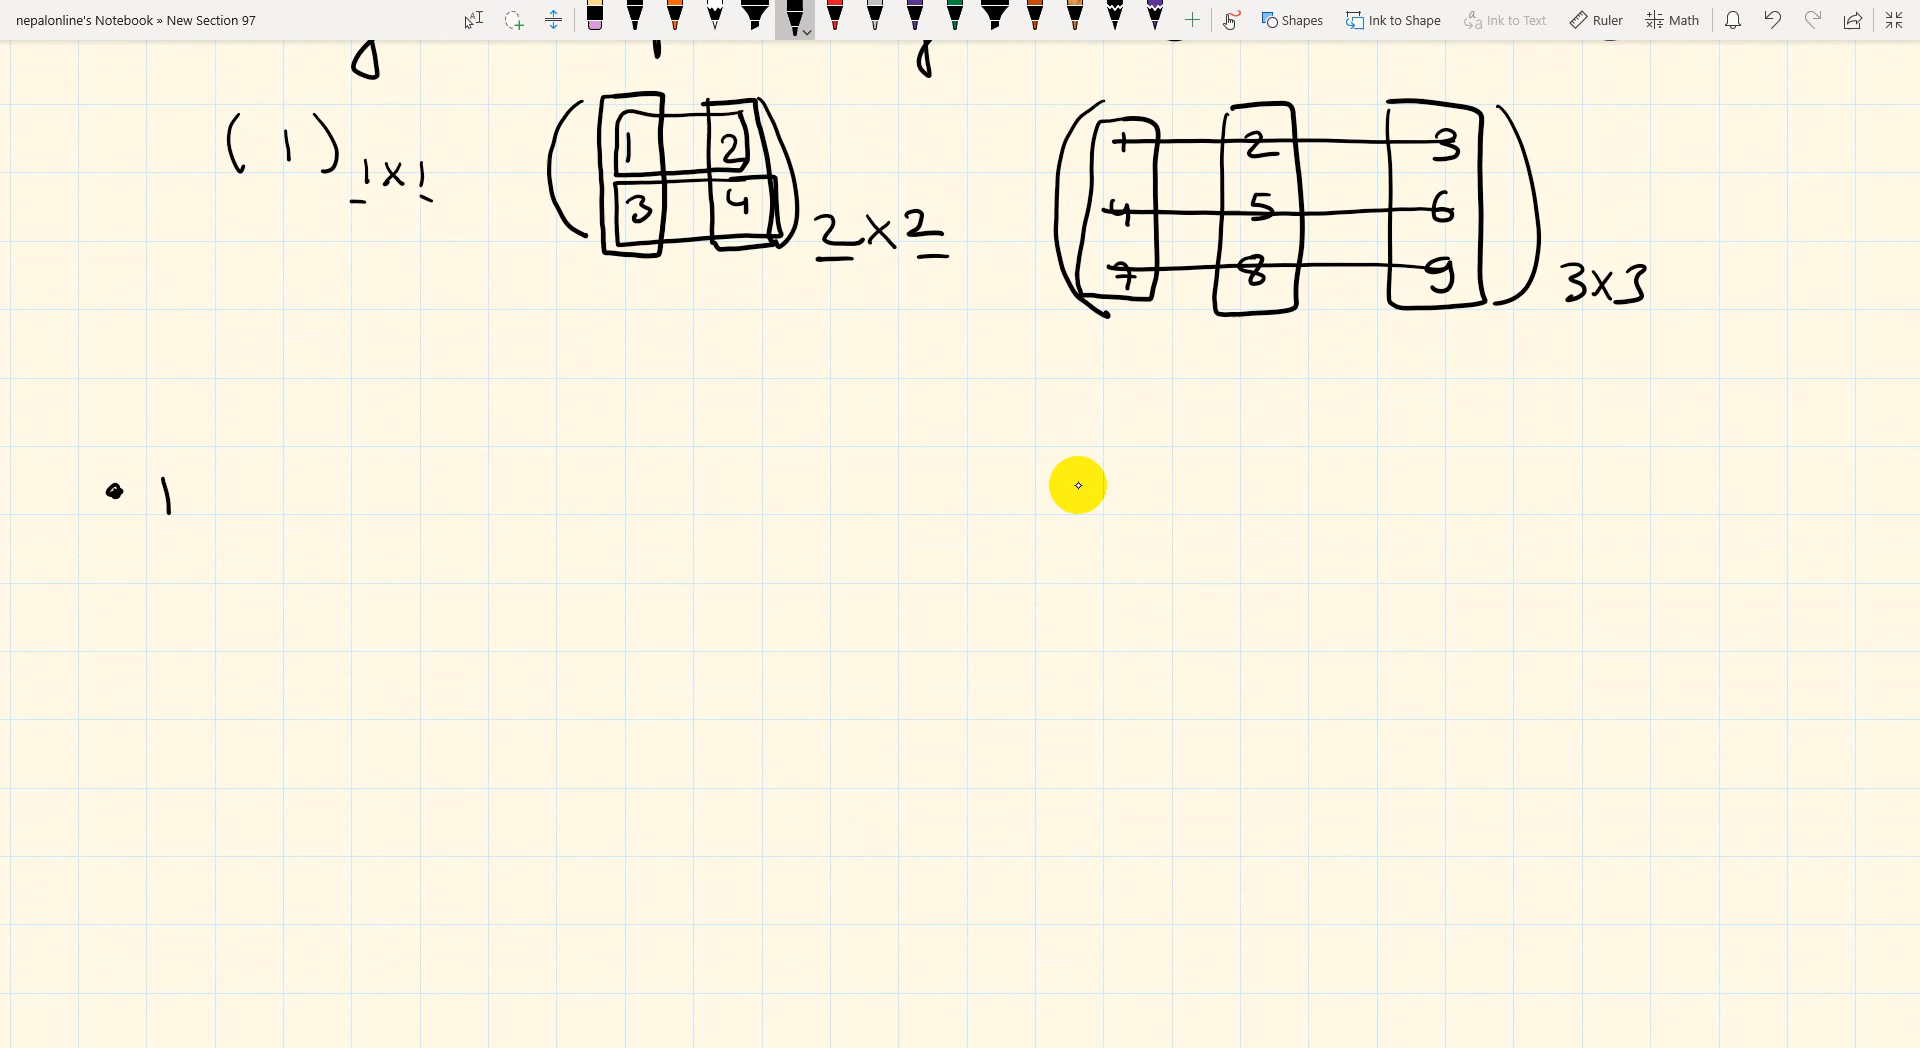 nepalonline's Notebook » New Section 97
Shapes Ink to Shape Ink to Text Ruler Math
( 1 ) 1x1
( 1 2 ) ( 1 2 3 )
3 4 2x2 4 5 6
7 8 9 3x3
• 1